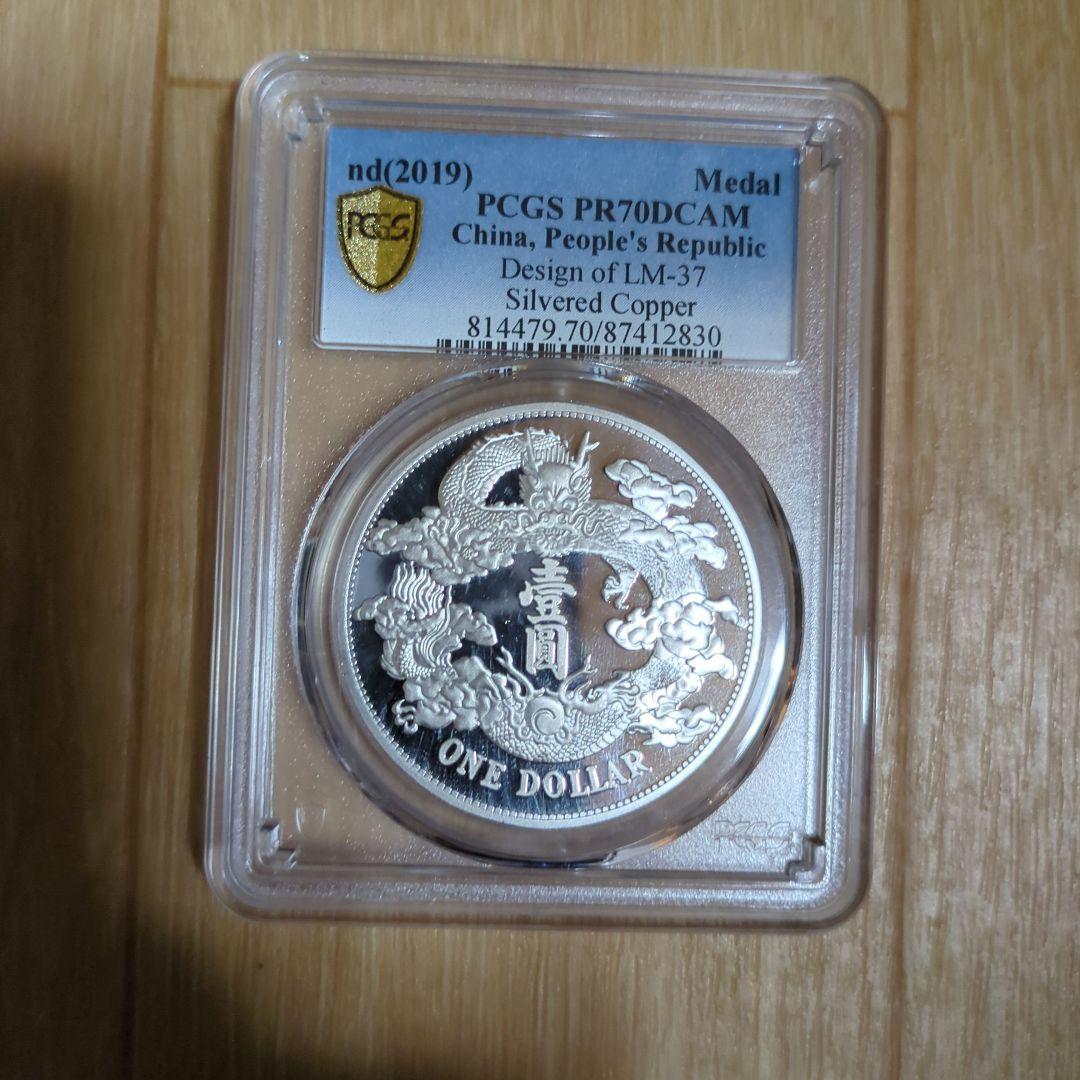 nd(2019) Medal
PCGS
PCGS PR70DCAM
China, People's Republic
Design of LM-37
Silvered Copper
814479.70/87412830
壹
圓
ONE DOLLAR
PCGS